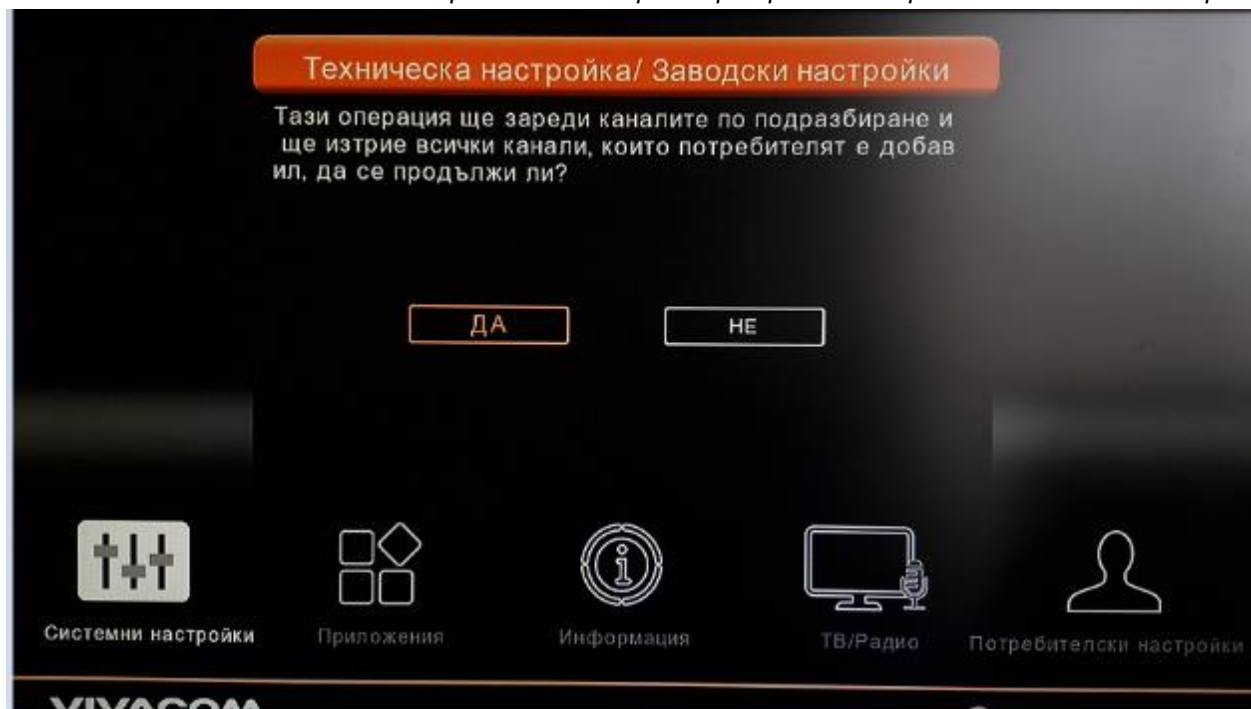 Техническа настройка/ Заводски настройки
Тази операция ще зареди каналите по подразбиране и
ще изтрие всички канали, които потребителят е добав
ил, да се продължи ли?
ДА
НЕ
Системни настройки
Приложения
Информация
ТВ/Радио
Потребителски настройки
VIVACOM